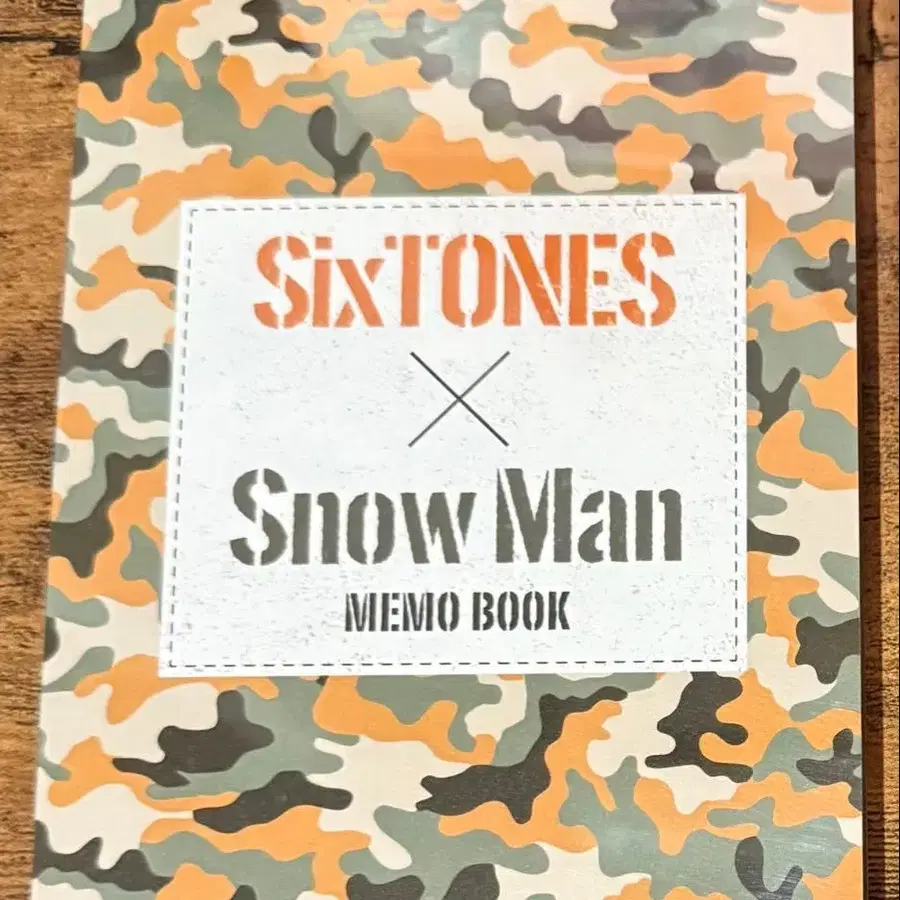 SixTONES
×
Snow Man
MEMO BOOK